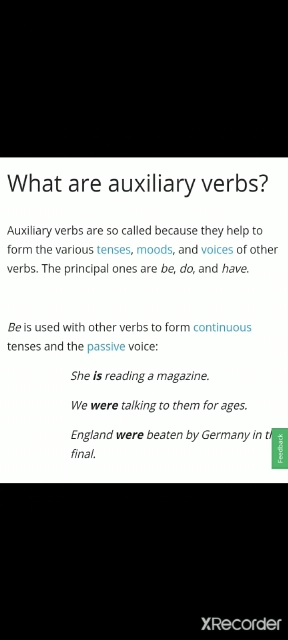 What are auxiliary verbs?
Auxiliary verbs are so called because they help to
form the various tenses, moods, and voices of other
verbs. The principal ones are be, do, and have.
Be is used with other verbs to form continuous
tenses and the passive voice:
She is reading a magazine.
We were talking to them for ages.
England were beaten by Germany in
final.
Feedback
XRecorder